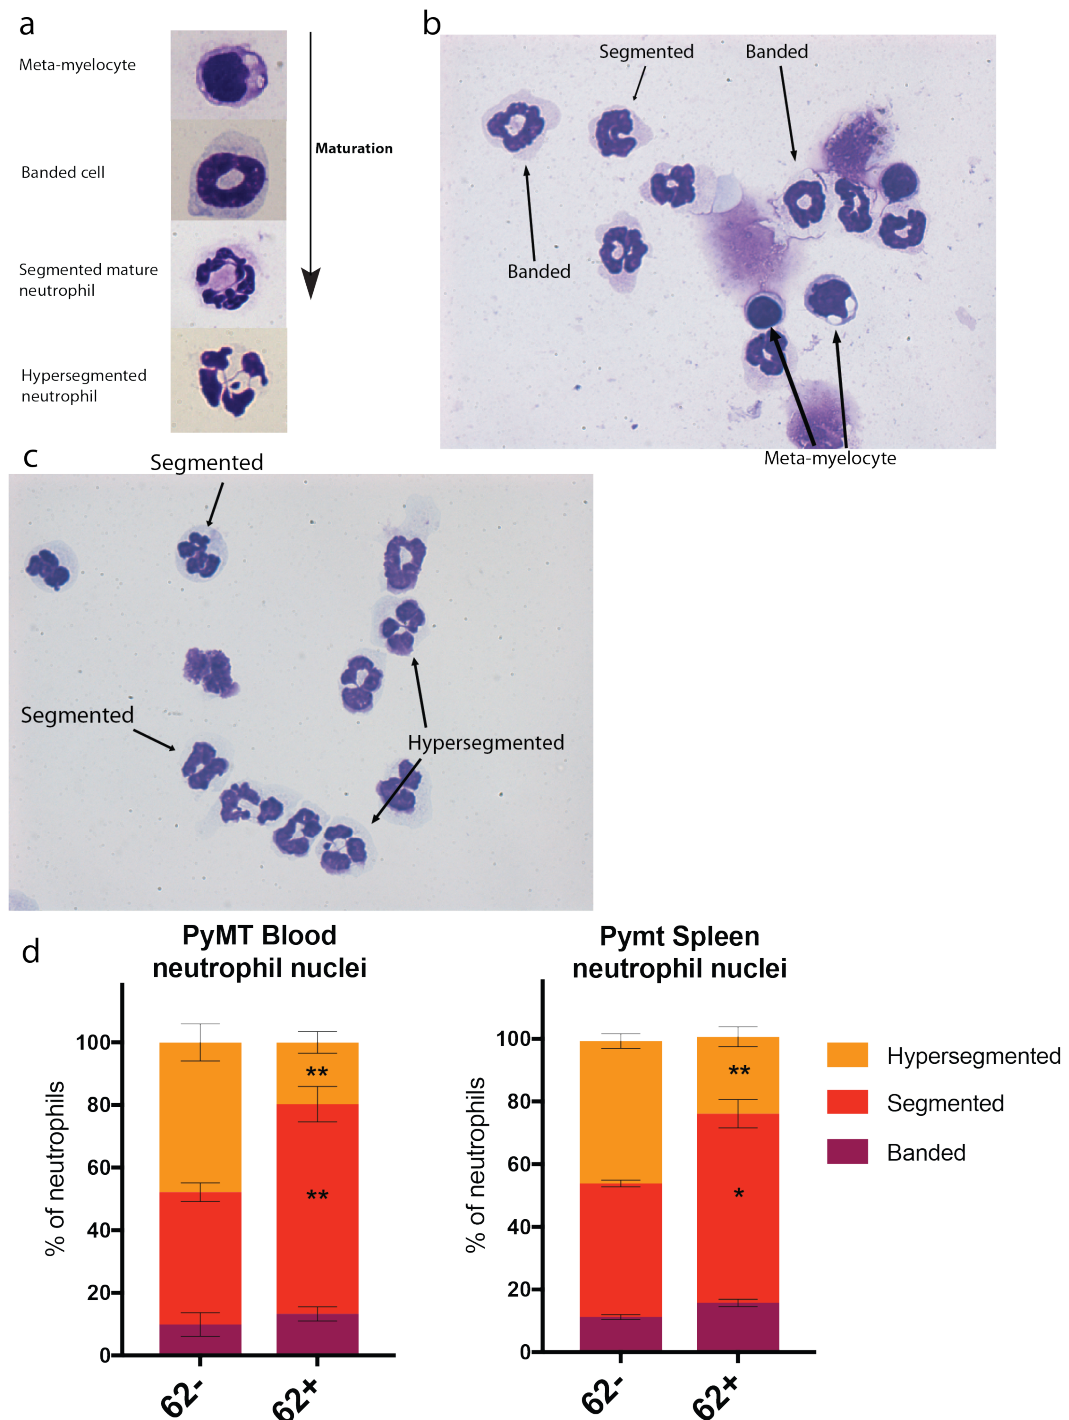 a
Meta-myelocyte
Banded cell
Segmented mature
neutrophil
Hypersegmented
neutrophil
Maturation
b
Segmented
Banded
Banded
Meta-myelocyte
c
Segmented
Segmented
Hypersegmented
d
PyMT Blood
neutrophil nuclei
% of neutrophils
100
80
60
40
20
0
**
**
62-
62+
Pymt Spleen
neutrophil nuclei
% of neutrophils
100
80
60
40
20
0
**
*
62-
62+
Hypersegmented
Segmented
Banded